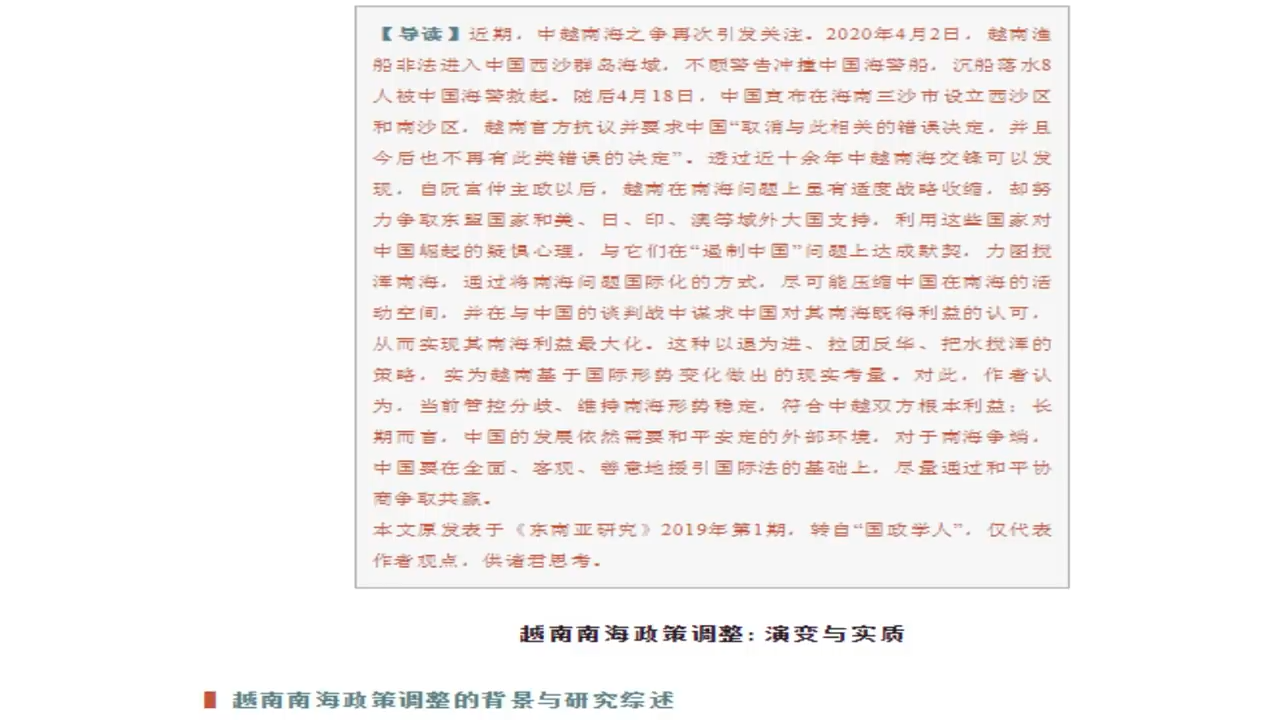 【导读】近期，中越南海之争再次引发关注。2020年4月2日，越南渔
船非法进入中国西沙群岛海域，不顾警告冲撞中国海警船，沉船落水8
人被中国海警救起。随后4月18日，中国宣布在海南三沙市设立西沙区
和南沙区，越南官方抗议并要求中国“取消与此相关的错误决定，并且
今后也不再有此类错误的决定”。透过近十余年中越南海交锋可以发
现，自阮富仲主政以后，越南在南海问题上虽有适度战略收缩，却努
力争取东盟国家和美、日、印、澳等域外大国支持，利用这些国家对
中国崛起的疑惧心理，与它们在“遏制中国”问题上达成默契，力图搅
浑南海，通过将南海问题国际化的方式，尽可能压缩中国在南海的活
动空间，并在与中国的谈判战中谋求中国对其南海既得利益的认可，
从而实现其南海利益最大化。这种以退为进、拉团反华、把水搅浑的
策略，实为越南基于国际形势变化做出的现实考量。对此，作者认
为，当前管控分歧、维持南海形势稳定，符合中越双方根本利益；长
期而言，中国的发展依然需要和平安定的外部环境，对于南海争端，
中国要在全面、客观、善意地援引国际法的基础上，尽量通过和平协
商争取共赢。
本文原发表于《东南亚研究》2019年第1期，转自“国政学人”，仅代表
作者观点，供诸君思考。
越南南海政策调整：演变与实质
越南南海政策调整的背景与研究综述